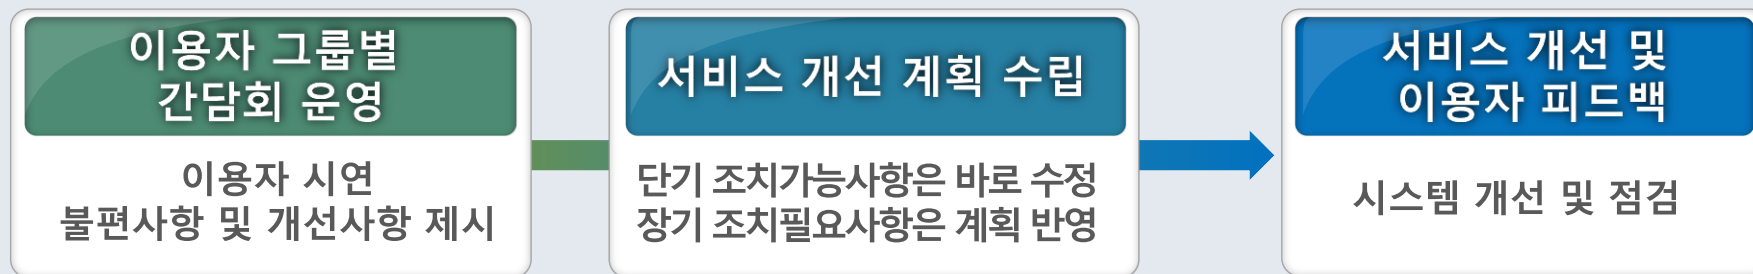 이용자 그룹별
간담회 운영
이용자 시연
불편사항 및 개선사항 제시
서비스 개선 계획 수립
단기 조치가능사항은 바로 수정
장기 조치필요사항은 계획 반영
서비스 개선 및
이용자 피드백
시스템 개선 및 점검